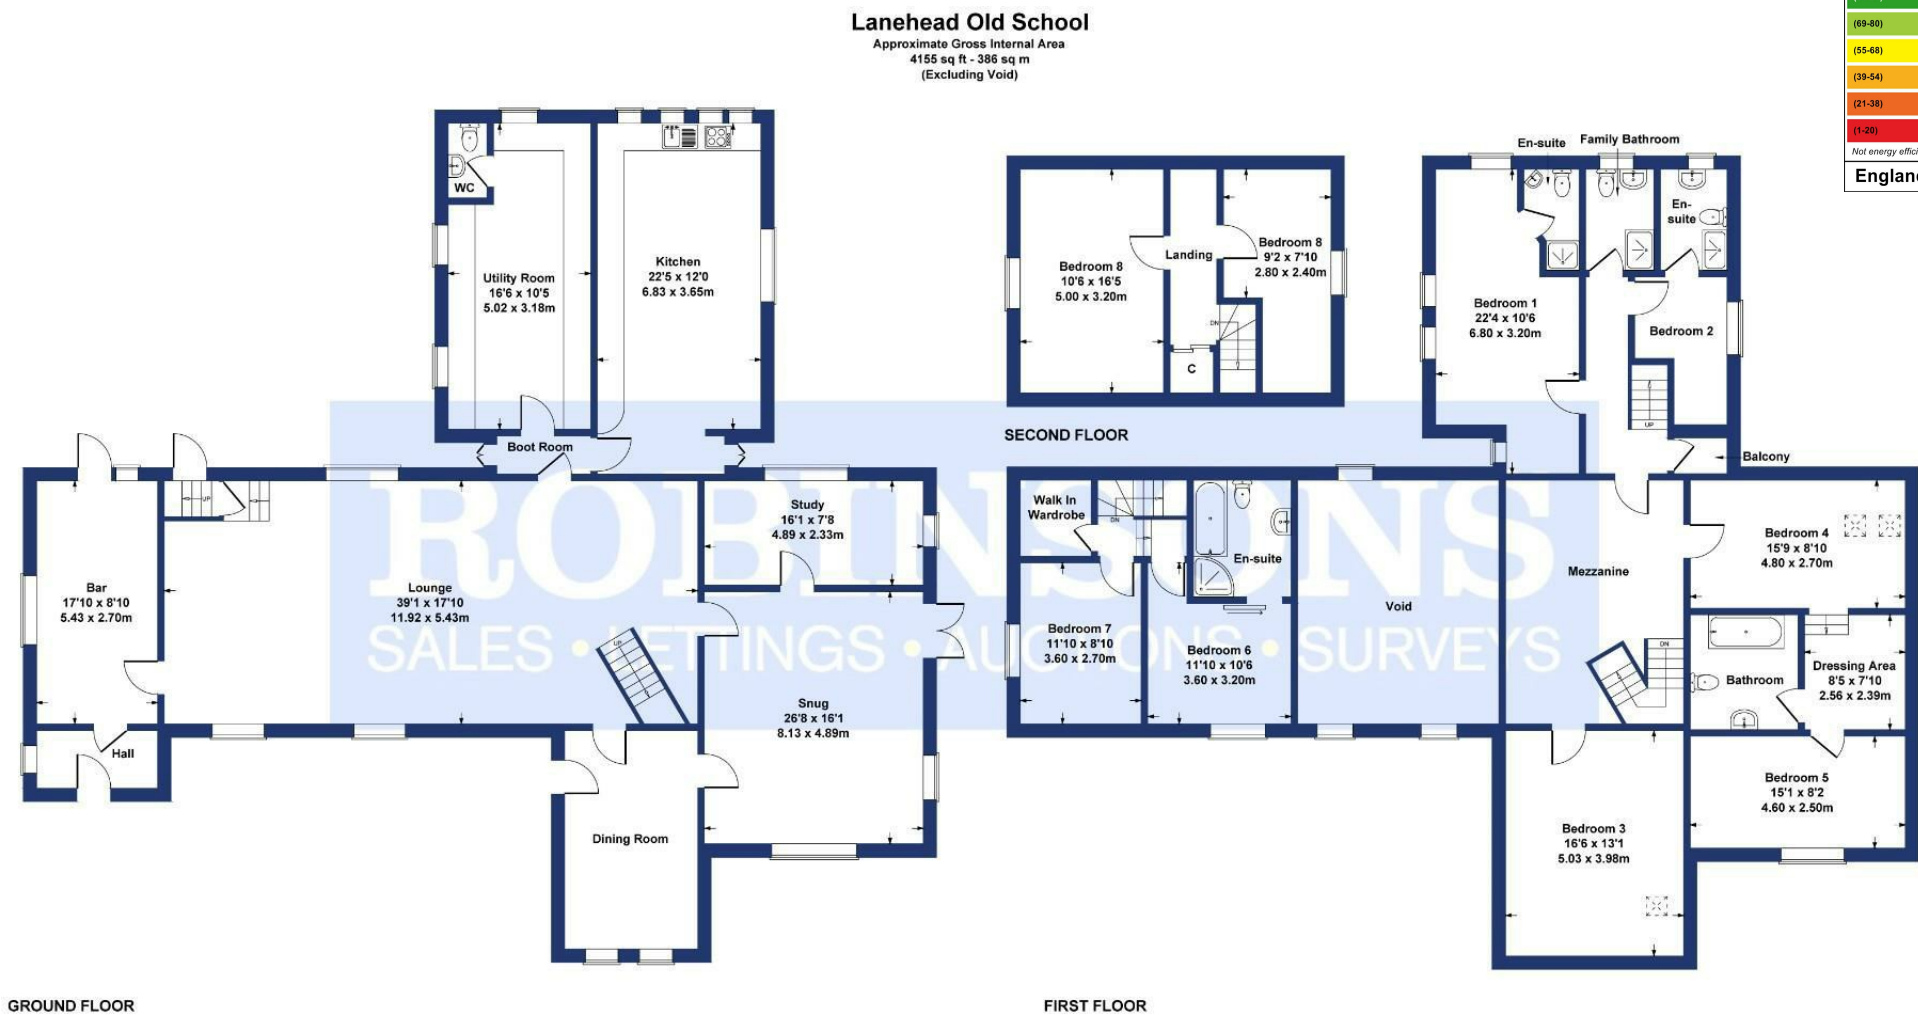 Lanehead Old School
Approximate Gross Internal Area
4155 sq ft - 386 sq m
(Excluding Void)
(69-80)
(55-68)
(39-54)
(21-38)
(1-20)
Not energy effici
England
WC
Utility Room
16'6 x 10'5
5.02 x 3.18m
Kitchen
22'5 x 12'0
6.83 x 3.65m
Boot Room
UP
Bar
17'10 x 8'10
5.43 x 2.70m
Lounge
39'1 x 17'10
11.92 x 5.43m
UP
Study
16'1 x 7'8
4.89 x 2.33m
Snug
26'8 x 16'1
8.13 x 4.89m
Hall
Dining Room
GROUND FLOOR
Bedroom 8
10'6 x 16'5
5.00 x 3.20m
Landing
Bedroom 8
9'2 x 7'10
2.80 x 2.40m
DN
C
SECOND FLOOR
En-suite
Family Bathroom
En-
suite
Bedroom 1
22'4 x 10'6
6.80 x 3.20m
Bedroom 2
UP
Balcony
Walk In
Wardrobe
DN
En-suite
Void
Mezzanine
Bedroom 4
15'9 x 8'10
4.80 x 2.70m
Bedroom 7
11'10 x 8'10
3.60 x 2.70m
Bedroom 6
11'10 x 10'6
3.60 x 3.20m
DN
Bathroom
Dressing Area
8'5 x 7'10
2.56 x 2.39m
Bedroom 5
15'1 x 8'2
4.60 x 2.50m
Bedroom 3
16'6 x 13'1
5.03 x 3.98m
FIRST FLOOR
ROBINSONS
SALES • LETTINGS • AUCTIONS • SURVEYS